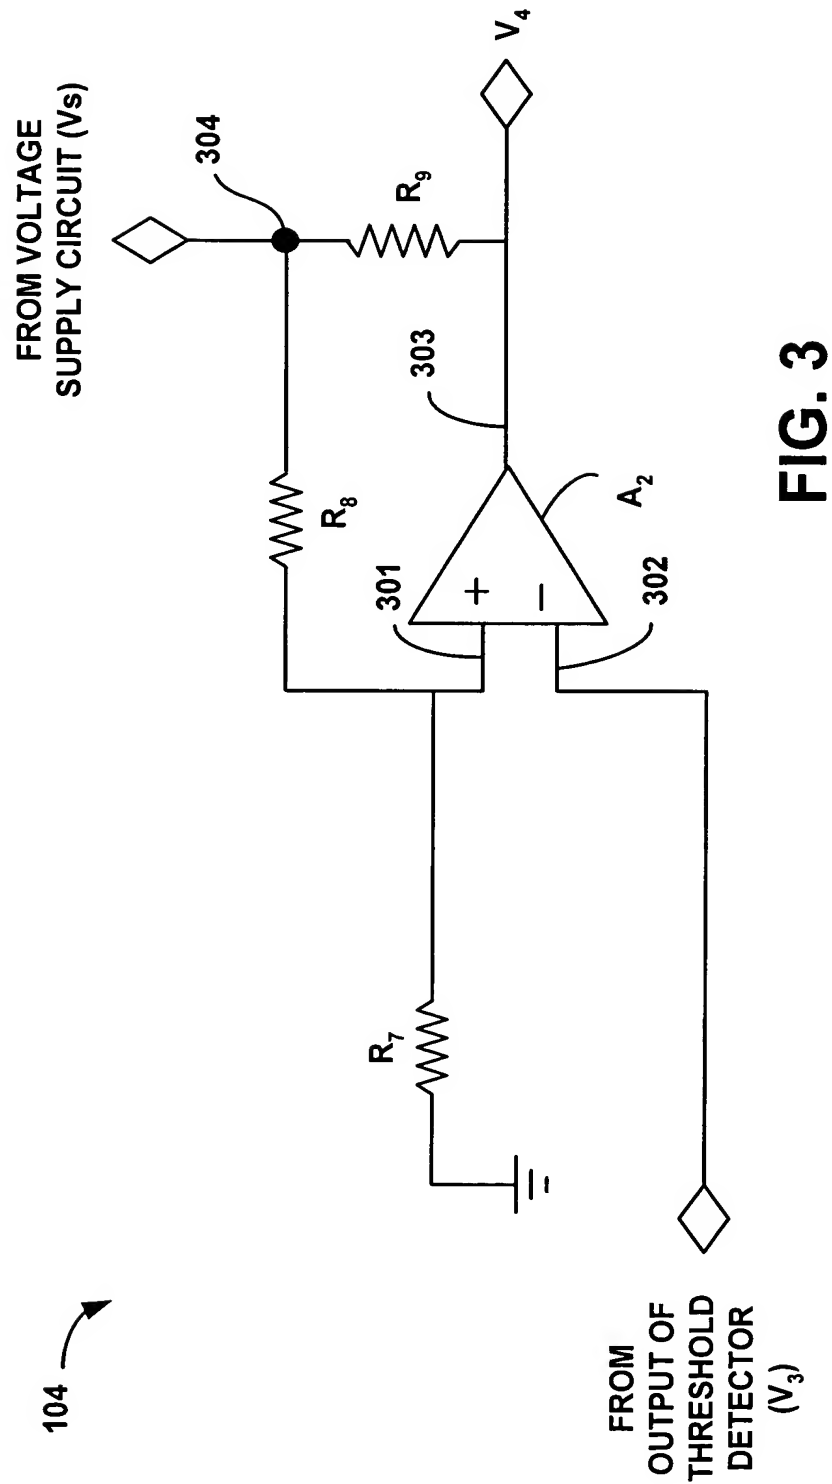 104
FROM VOLTAGE
SUPPLY CIRCUIT (Vs)
304
R8
R9
303
V4
301
+
−
302
A2
R7
FROM
OUTPUT OF
THRESHOLD
DETECTOR
(V3)
FIG. 3